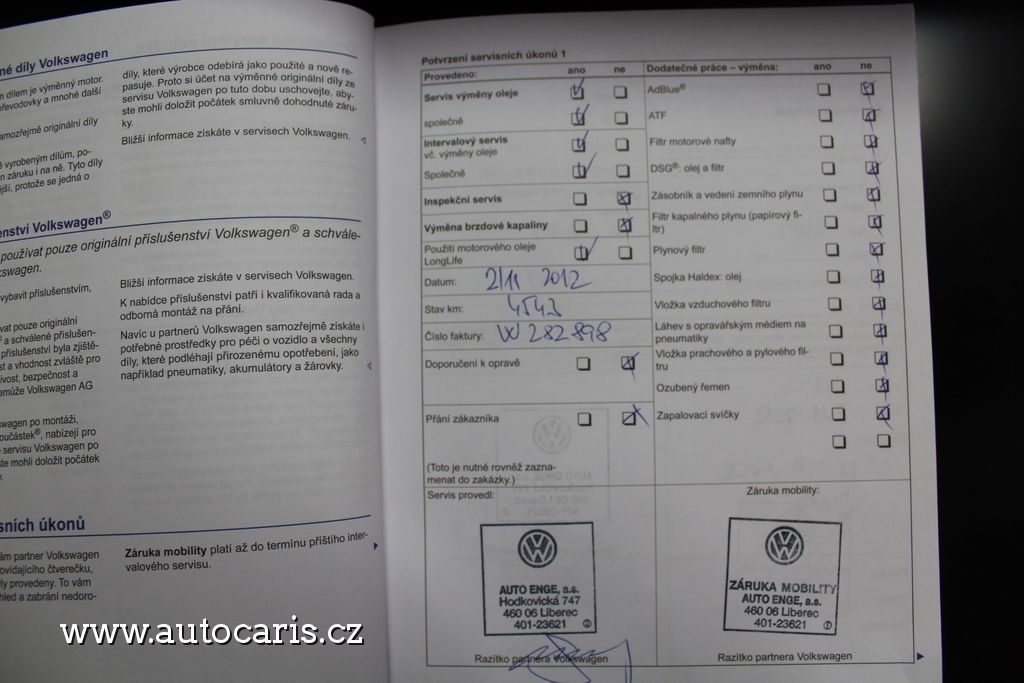 né díly Volkswagen
m dílem je výměnný motor.
řevodovky a mnohé další
amozřejmě originální díly
ě vyrobeným dílům, po-
n záruku i na ně. Tyto díly
jší, protože se jedná o
díly, které výrobce odebírá jako použité a nově re-
pasuje. Proto si účet na výměnné originální díly ze
servisu Volkswagen po tuto dobu uschovejte, aby-
ste mohli doložit počátek smluvně dohodnuté záru-
ky.
Bližší informace získáte v servisech Volkswagen.
enství Volkswagen®
používat pouze originální příslušenství Volkswagen® a schvále-
kswagen.
vybavit příslušenstvím,
vat pouze originální
® a schválené příslušen-
příslušenství byla zjiště-
st a vhodnost zvláště pro
ivost, bezpečnost a
emůže Volkswagen AG
swagen po montáži,
oučástek®, nabízejí pro
servisu Volkswagen po
ste mohli doložit počátek
Bližší informace získáte v servisech Volkswagen.
K nabídce příslušenství patří i kvalifikovaná rada a
odborná montáž na přání.
Navíc u partnerů Volkswagen samozřejmě získáte i
potřebné prostředky pro péči o vozidlo a všechny
díly, které podléhají přirozenému opotřebení, jako
například pneumatiky, akumulátory a žárovky.
sních úkonů
ám partner Volkswagen
ovídajícího čtverečku,
ly provedeny. To vám
hled a zabrání nedoro-
Záruka mobility platí až do termínu příštího inter-
valového servisu.
Potvrzení servisních úkonů 1
Provedeno: ano ne
Servis výměny oleje
společně
Intervalový servis
vč. výměny oleje
Společně
Inspekční servis
Výměna brzdové kapaliny
Použití motorového oleje
LongLife
Datum: 2/11 2012
Stav km: 4543
Číslo faktury: W 282 898
Doporučení k opravě
Přání zákazníka
(Toto je nutné rovněž zazna-
menat do zakázky.)
Servis provedl:
AUTO ENGE, a.s.
Hodkovická 747
460 06 Liberec
401-23621 ②
Razítko partnera Volkswagen
Dodatečné práce – výměna: ano ne
AdBlue®
ATF
Filtr motorové nafty
DSG®: olej a filtr
Zásobník a vedení zemního plynu
Filtr kapalného plynu (papírový fi-
ltr)
Plynový filtr
Spojka Haldex: olej
Vložka vzduchového filtru
Láhev s opravářským médiem na
pneumatiky
Vložka prachového a pylového fil-
tru
Ozubený řemen
Zapalovací svíčky
Záruka mobility:
ZÁRUKA MOBILITY
AUTO ENGE, a.s.
460 06 Liberec
401-23621 ①
Razítko partnera Volkswagen
www.autocaris.cz